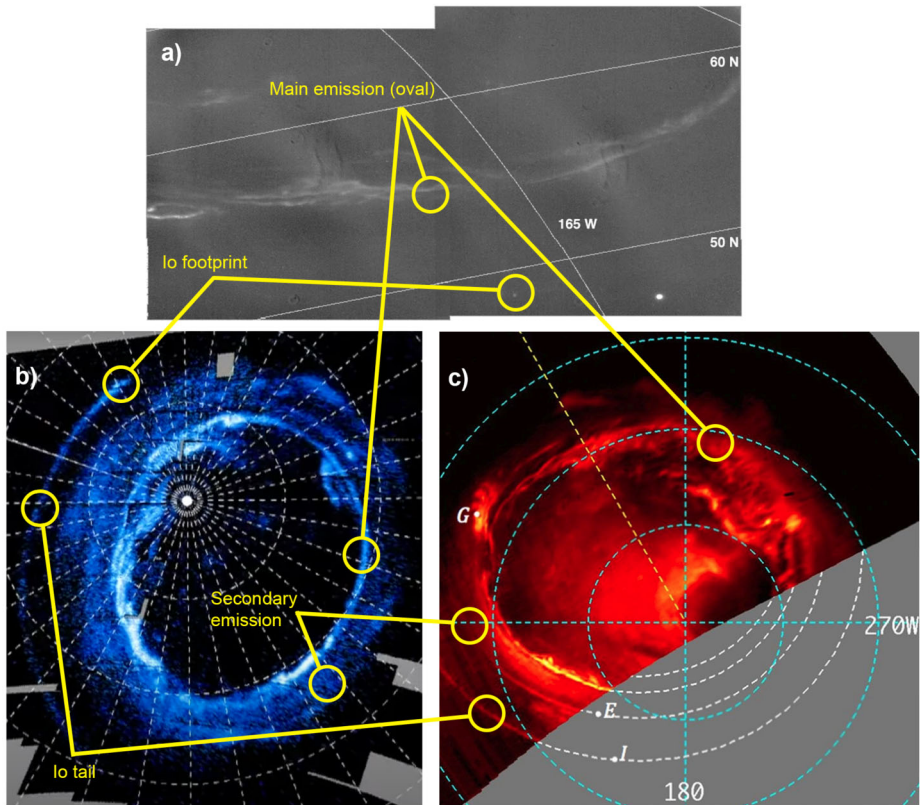 a)
60 N
Main emission (oval)
165 W
50 N
Io footprint
b)
c)
G
Secondary
emission
270W
E
I
Io tail
180